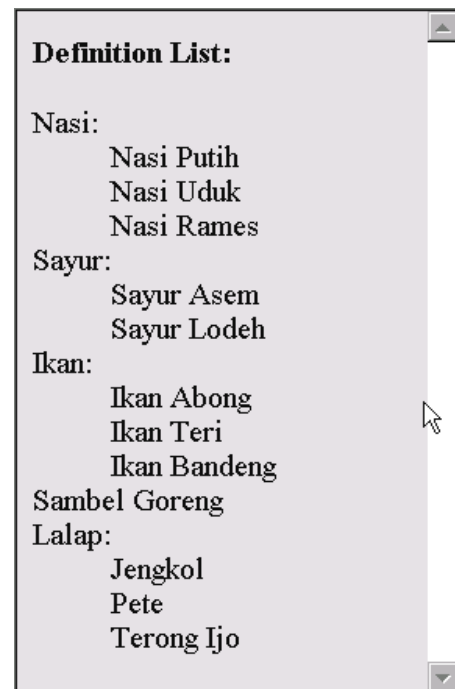 Definition List:
Nasi:
Nasi Putih
Nasi Uduk
Nasi Rames
Sayur:
Sayur Asem
Sayur Lodeh
Ikan:
Ikan Abong
Ikan Teri
Ikan Bandeng
Sambel Goreng
Lalap:
Jengkol
Pete
Terong Ijo